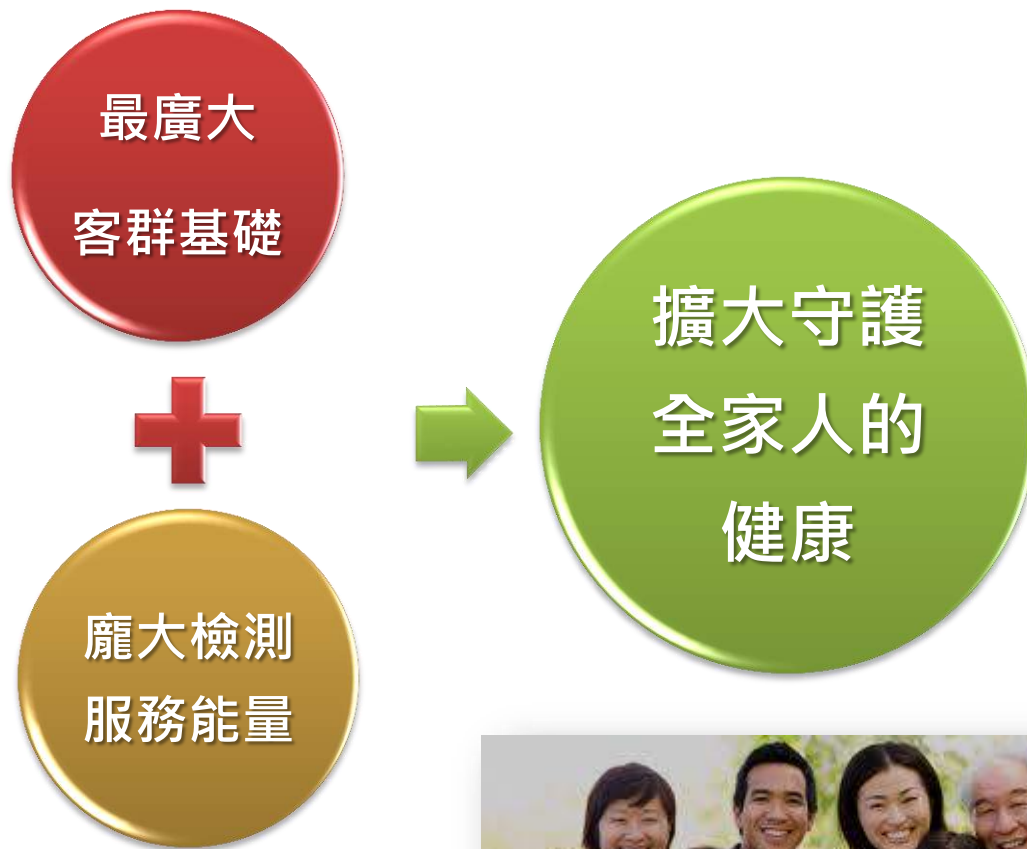 最廣大
客群基礎
龐大檢測
服務能量
擴大守護
全家人的
健康